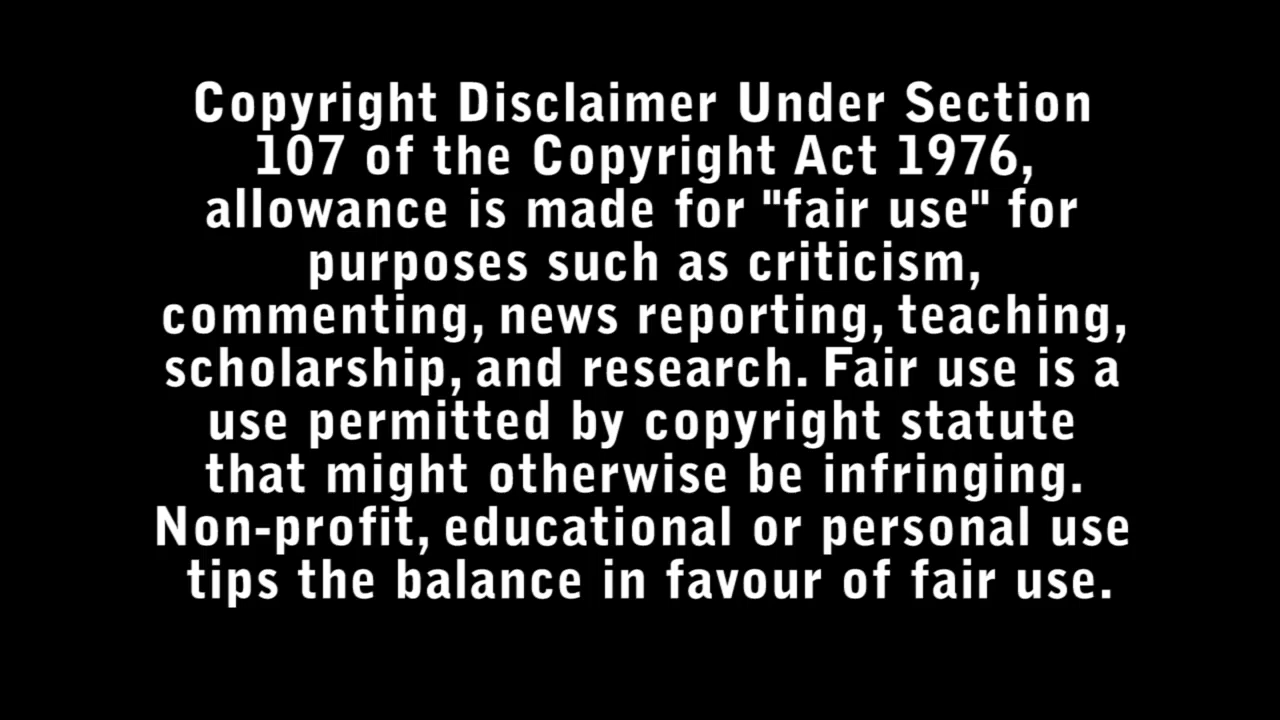 Copyright Disclaimer Under Section
107 of the Copyright Act 1976,
allowance is made for "fair use" for
purposes such as criticism,
commenting, news reporting, teaching,
scholarship, and research. Fair use is a
use permitted by copyright statute
that might otherwise be infringing.
Non-profit, educational or personal use
tips the balance in favour of fair use.